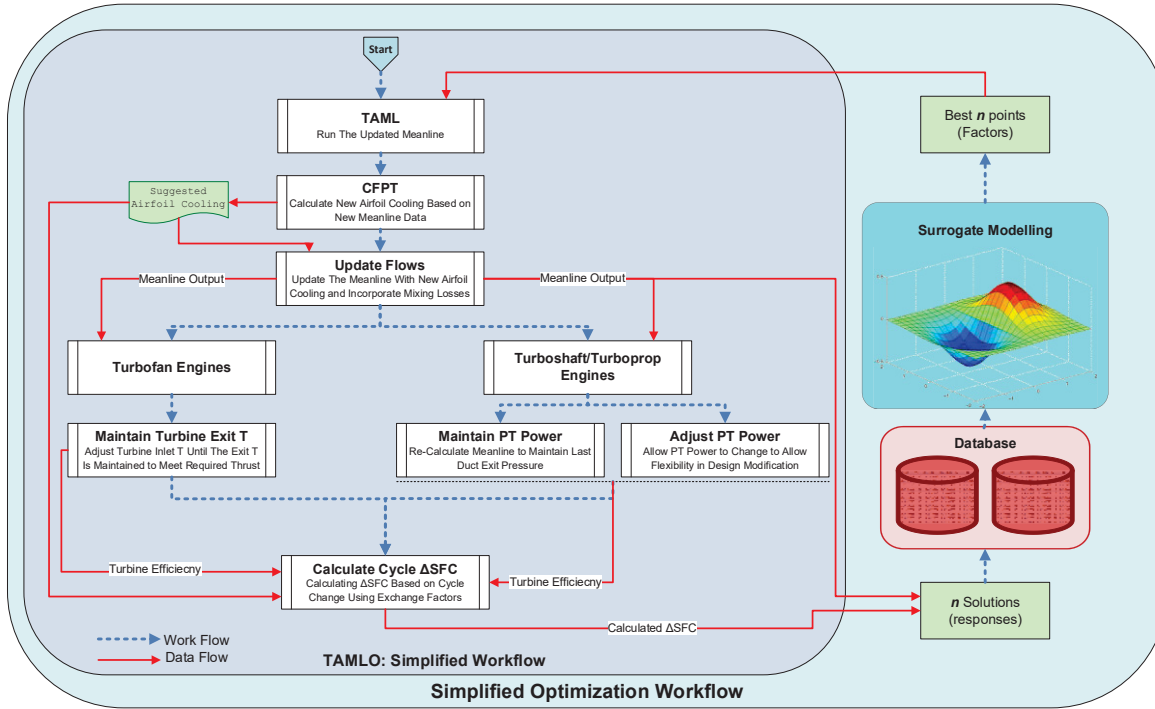 Start
TAML
Run The Updated Meanline
CFPT
Calculate New Airfoil Cooling Based on
New Meanline Data
Suggested
Airfoil Cooling
Update Flows
Update The Meanline With New Airfoil
Cooling and Incorporate Mixing Losses
Meanline Output
Meanline Output
Turbofan Engines
Turboshaft/Turboprop
Engines
Maintain Turbine Exit T
Adjust Turbine Inlet T Until The Exit T
Is Maintained to Meet Required Thrust
Maintain PT Power
Re-Calculate Meanline to Maintain Last
Duct Exit Pressure
Adjust PT Power
Allow PT Power to Change to Allow
Flexibility in Design Modification
Turbine Efficiecny
Calculate Cycle ΔSFC
Calculating ΔSFC Based on Cycle
Change Using Exchange Factors
Turbine Efficiecny
Calculated ΔSFC
Work Flow
Data Flow
TAMLO: Simplified Workflow
Best n points
(Factors)
Surrogate Modelling
Database
n Solutions
(responses)
Simplified Optimization Workflow